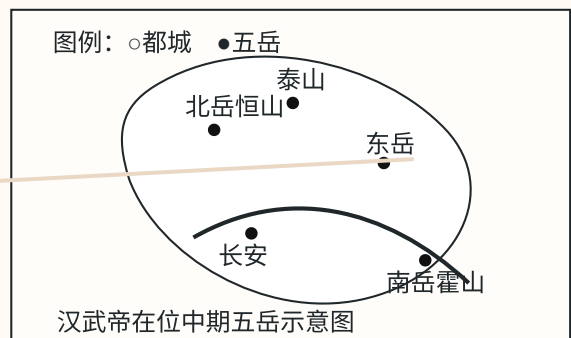 图例：○都城 ●五岳
泰山
北岳恒山
东岳
长安
南岳霍山
汉武帝在位中期五岳示意图